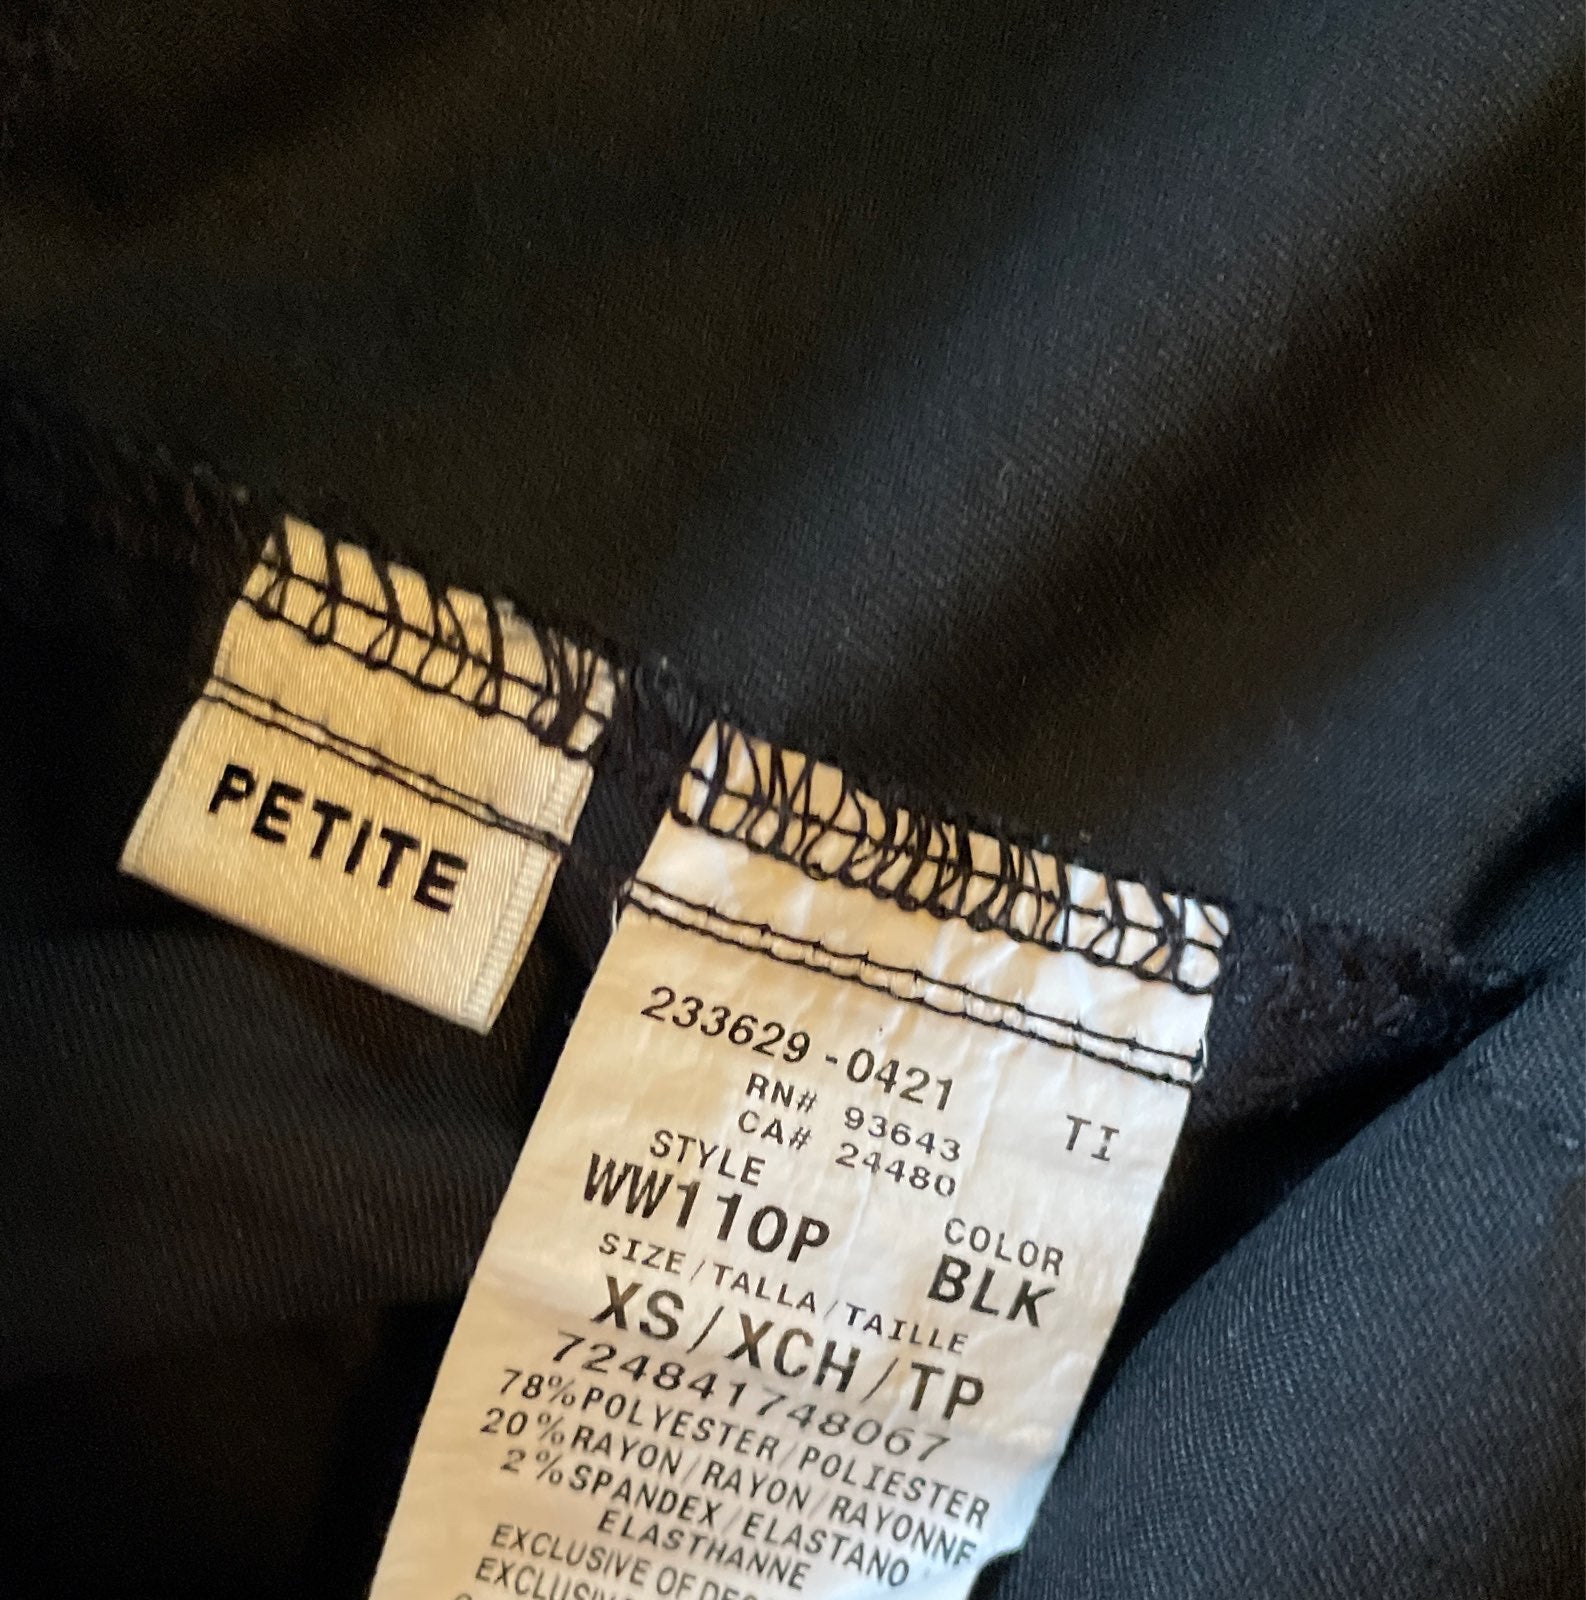 PETITE
233629-0421
RN# 93643
CA# 24480
TI
STYLE
WW110P
COLOR
BLK
SIZE/TALLA/TAILLE
XS/XCH/TP
724841748067
78%POLYESTER/POLIESTER
20%RAYON/RAYON/RAYONNE
2%SPANDEX/ELASTANO
ELASTHANNE
EXCLUSIVE OF